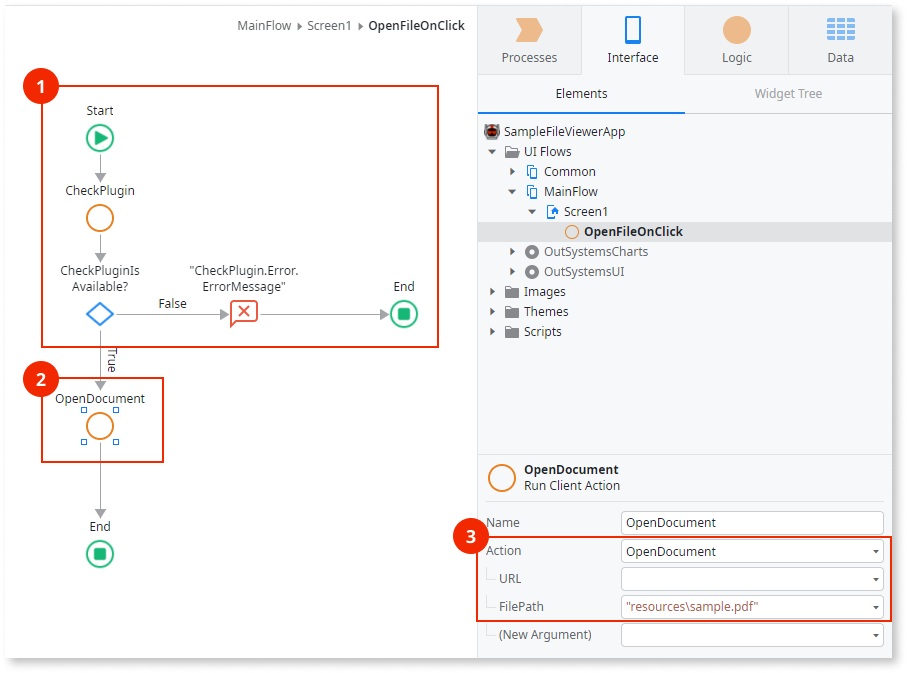 MainFlow Screen1 OpenFileOnClick
1
Start
CheckPlugin
CheckPluginIs
Available?
False
"CheckPlugin.Error.
ErrorMessage"
End
True
2
OpenDocument
End
Processes
Interface
Logic
Data
Elements
Widget Tree
SampleFileViewerApp
UI Flows
Common
MainFlow
Screen1
OpenFileOnClick
OutSystemsCharts
OutSystemsUI
Images
Themes
Scripts
OpenDocument
Run Client Action
Name OpenDocument
3
Action OpenDocument
URL
FilePath "resources\sample.pdf"
(New Argument)